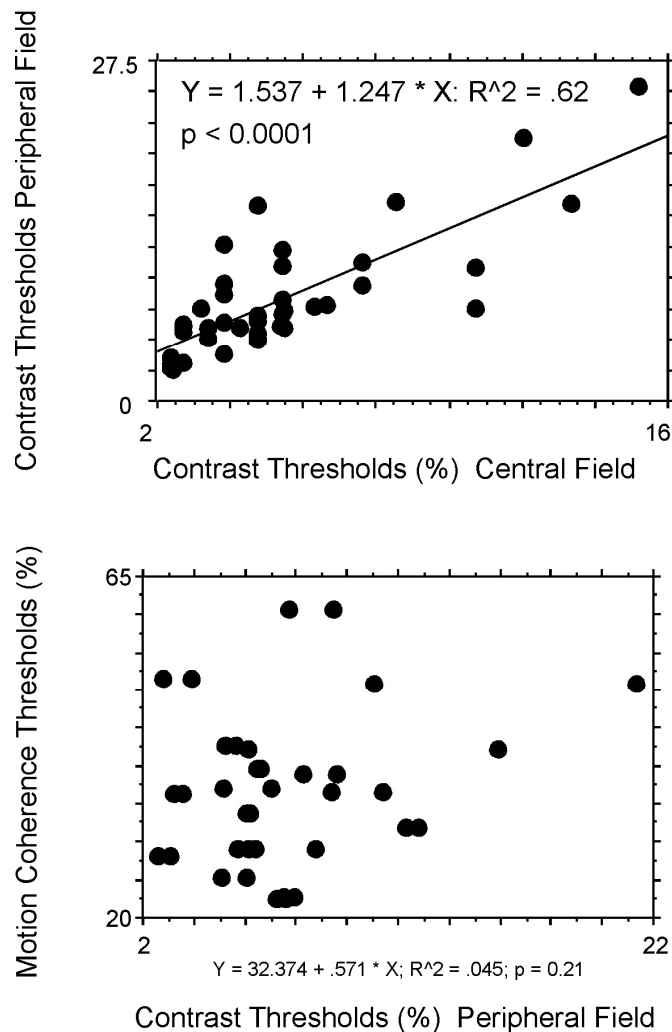 Contrast Thresholds Peripheral Field
27.5
Y = 1.537 + 1.247 * X: R^2 = .62
p < 0.0001
0
2
16
Contrast Thresholds (%) Central Field
Motion Coherence Thresholds (%)
65
20
2
22
Y = 32.374 + .571 * X; R^2 = .045; p = 0.21
Contrast Thresholds (%) Peripheral Field